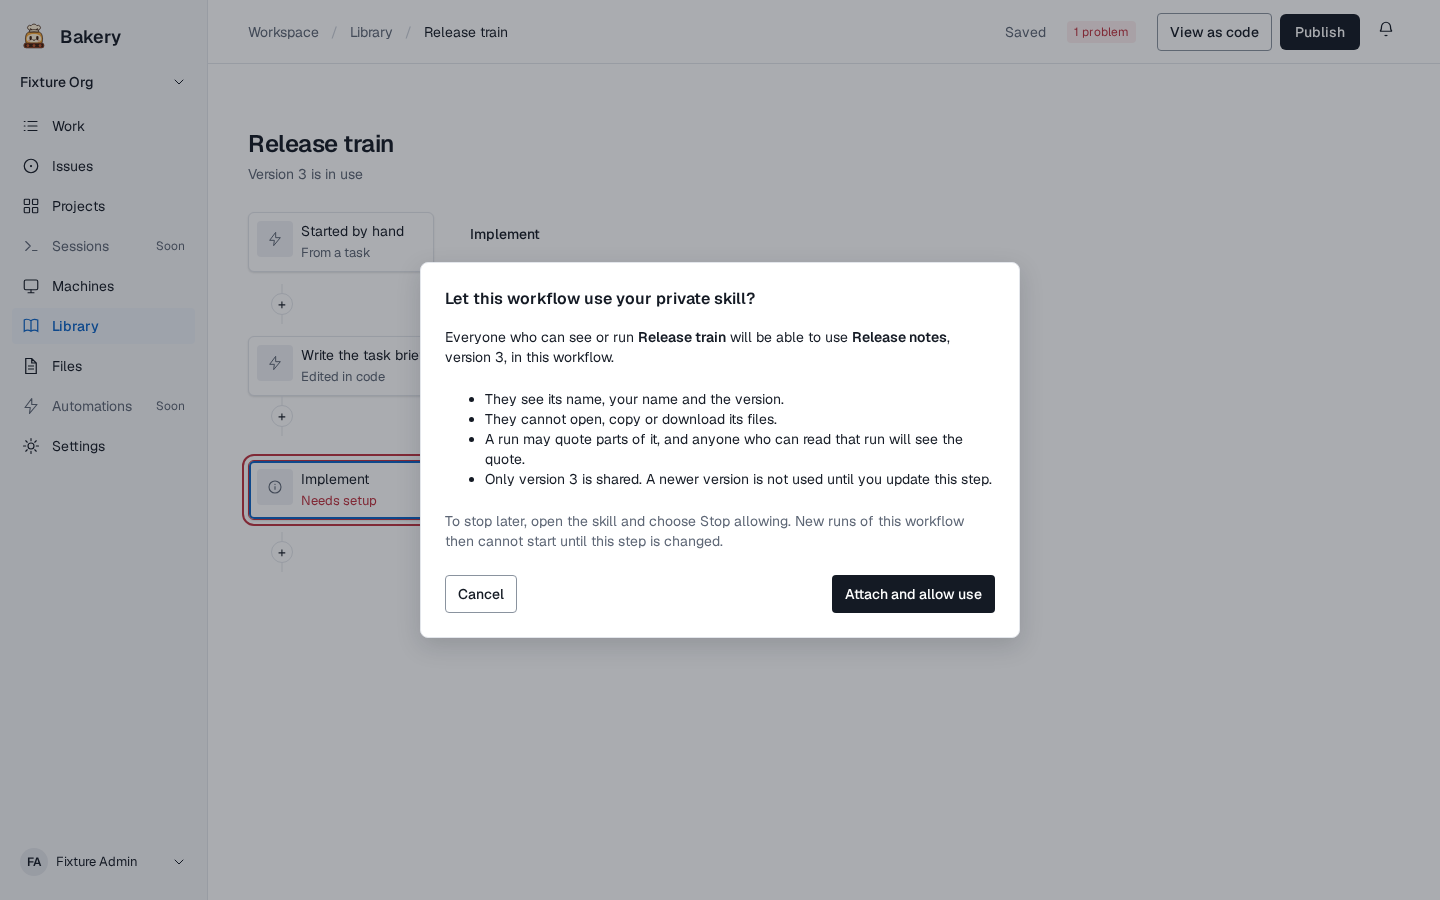 Bakery
Fixture Org
Work
Issues
Projects
Sessions Soon
Machines
Library
Files
Automations Soon
Settings
FA Fixture Admin
Workspace / Library / Release train
Saved
1 problem
View as code
Publish
Release train
Version 3 is in use
Started by hand
From a task
+
Write the task brie
Edited in code
+
Implement
Needs setup
+
Implement
Let this workflow use your private skill?
Everyone who can see or run Release train will be able to use Release notes,
version 3, in this workflow.
They see its name, your name and the version.
They cannot open, copy or download its files.
A run may quote parts of it, and anyone who can read that run will see the
quote.
Only version 3 is shared. A newer version is not used until you update this step.
To stop later, open the skill and choose Stop allowing. New runs of this workflow
then cannot start until this step is changed.
Cancel
Attach and allow use